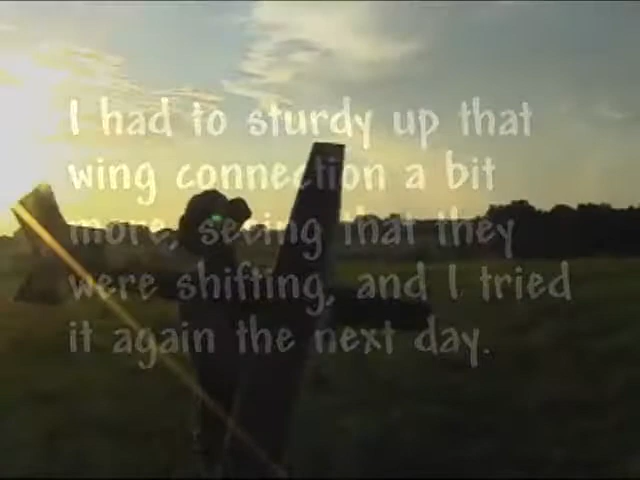 I had to sturdy up that
wing connection a bit
more, seeing that they
were shifting, and I tried
it again the next day.